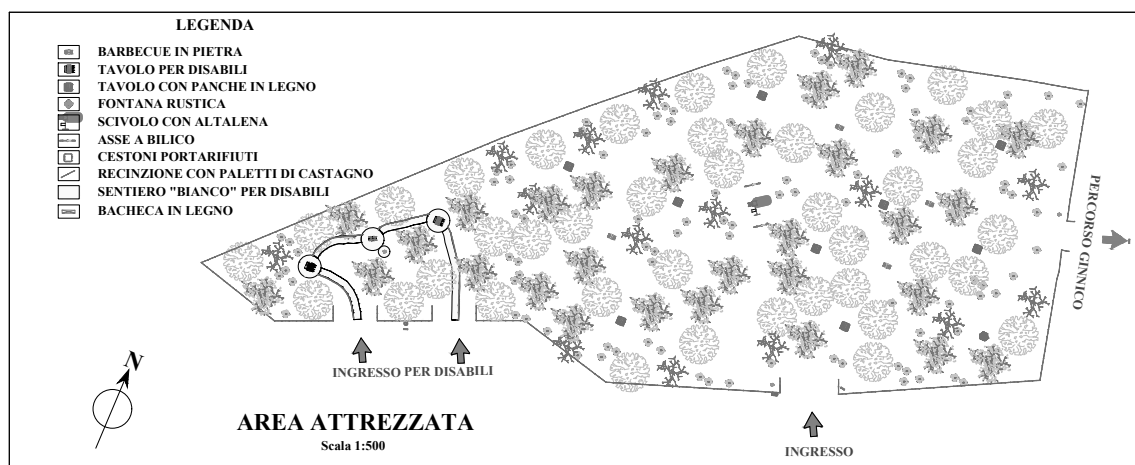 LEGENDA
BARBECUE IN PIETRA
TAVOLO PER DISABILI
TAVOLO CON PANCHE IN LEGNO
FONTANA RUSTICA
SCIVOLO CON ALTALENA
ASSE A BILICO
CESTONI PORTARIFIUTI
RECINZIONE CON PALETTI DI CASTAGNO
SENTIERO "BIANCO" PER DISABILI
BACHECA IN LEGNO
PERCORSO GINNICO
INGRESSO PER DISABILI
N
AREA ATTREZZATA
Scala 1:500
INGRESSO